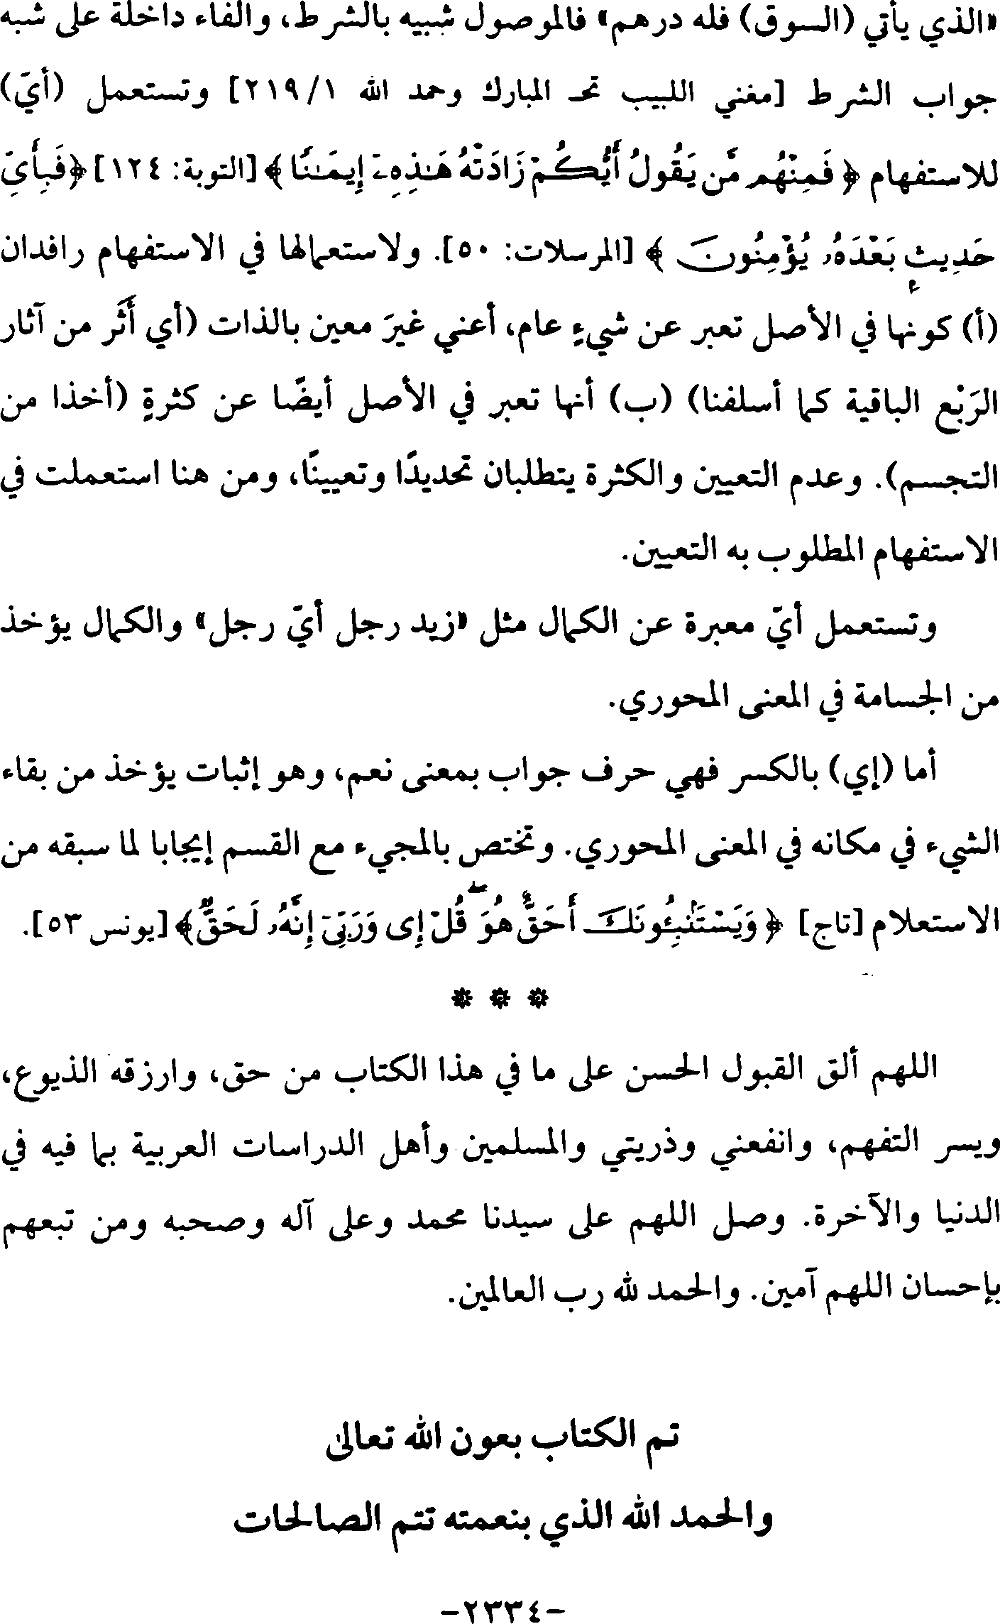 «الذي يأتي (السوق) فله درهم» فالموصول شبيه بالشرط، والفاء داخلة على شبه
جواب الشرط [مغني اللبيب تحـ المبارك وحمد الله ٢١٩/١] وتستعمل (أيّ)
للاستفهام ﴿ فَمِنْهُم مَّن يَقُولُ أَيُّكُمْ زَادَتْهُ هَـٰذِهِۦٓ إِيمَـٰنًا ﴾ [التوبة: ١٢٤] ﴿فَبِأَىِّ
حَدِيثٍۭ بَعْدَهُۥ يُؤْمِنُونَ ﴾ [المرسلات: ٥٠]. ولاستعمالها في الاستفهام رافدان
(أ) كونها في الأصل تعبر عن شيءٍ عام، أعني غيرَ معين بالذات (أي أَثَر من آثار
الرَبْع الباقية كما أسلفنا) (ب) أنها تعبر في الأصل أيضًا عن كثرةٍ (أخذا من
التجسم). وعدم التعيين والكثرة يتطلبان تحديدًا وتعيينًا، ومن هنا استعملت في
الاستفهام المطلوب به التعيين.
وتستعمل أيّ معبرة عن الكمال مثل «زيد رجل أيّ رجل» والكمال يؤخذ
من الجسامة في المعنى المحوري.
أما (إي) بالكسر فهي حرف جواب بمعنى نعم، وهو إثبات يؤخذ من بقاء
الشيء في مكانه في المعنى المحوري. وتختص بالمجيء مع القسم إيجابا لما سبقه من
الاستعلام [تاج] ﴿ وَيَسْتَنۢبِـُٔونَكَ أَحَقٌّ هُوَ ۖ قُلْ إِى وَرَبِّىٓ إِنَّهُۥ لَحَقٌّ ﴾ [يونس ٥٣].
* * *
اللهم ألق القبول الحسن على ما في هذا الكتاب من حق، وارزقه الذيوع،
ويسر التفهم، وانفعني وذريتي والمسلمين وأهل الدراسات العربية بما فيه في
الدنيا والآخرة. وصل اللهم على سيدنا محمد وعلى آله وصحبه ومن تبعهم
بإحسان اللهم آمين. والحمد لله رب العالمين.
تم الكتاب بعون الله تعالىٰ
والحمد الله الذي بنعمته تتم الصالحات
-٢٣٣٤-